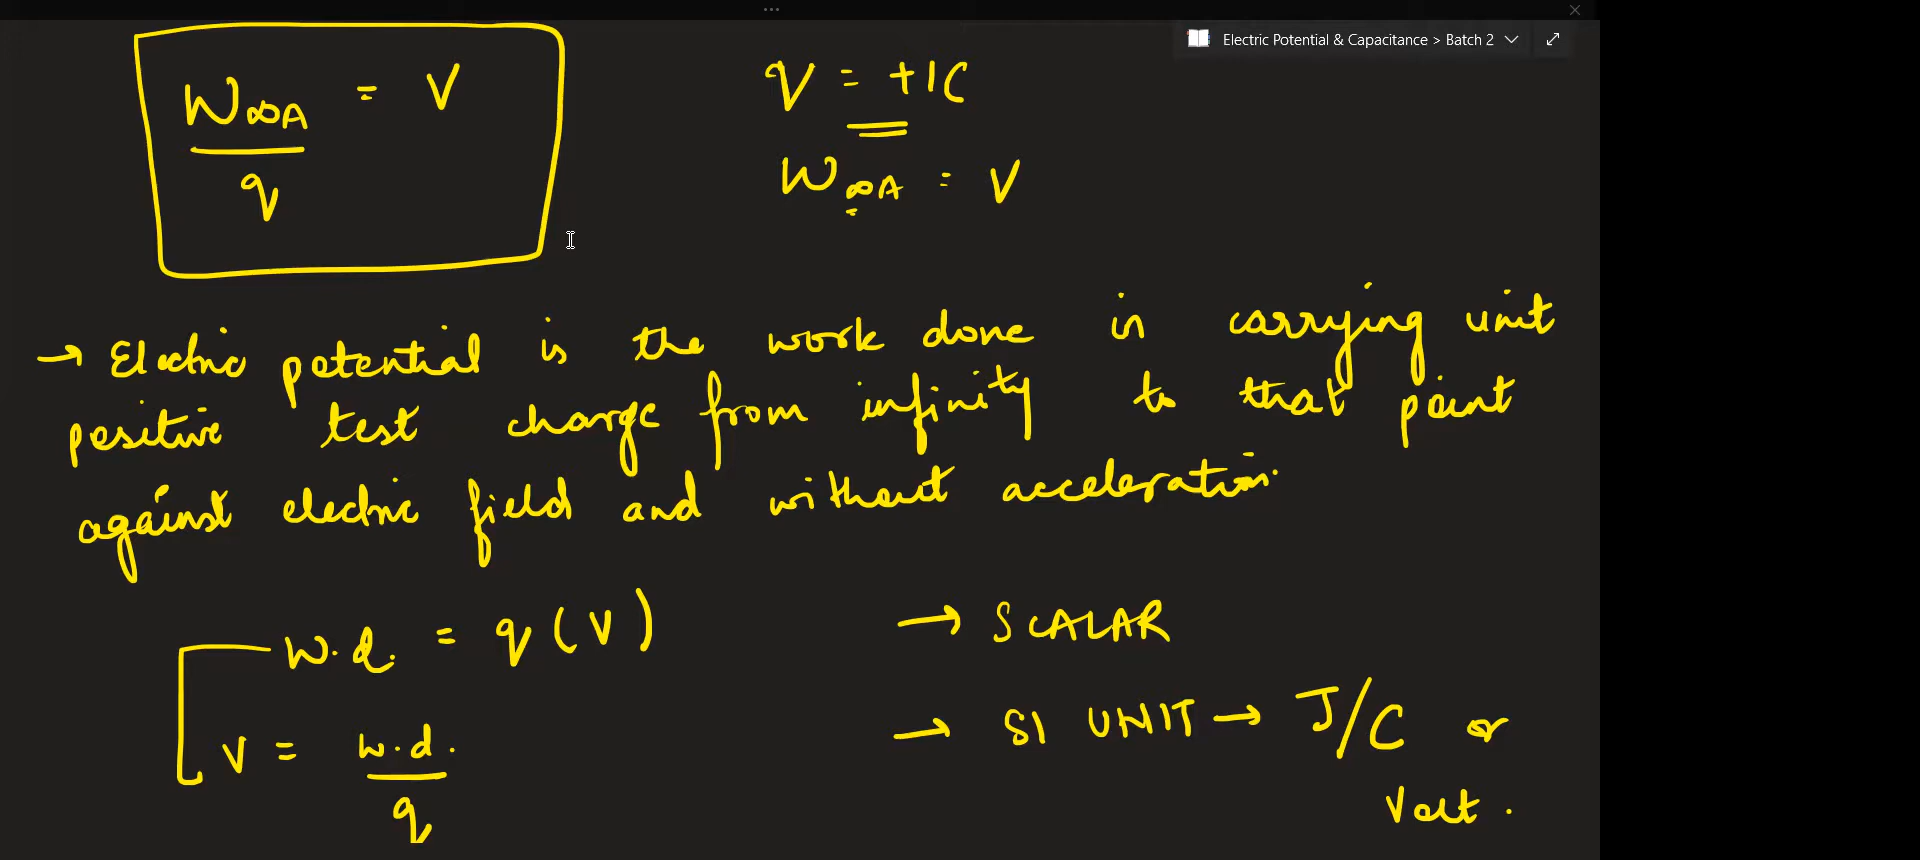 Electric Potential & Capacitance > Batch 2
W∞A / q = V
q = +1C
W∞A = V
→ Electric potential is the work done in carrying unit
positive test charge from infinity to that point
against electric field and without acceleration.
W.d. = q (V)
V = w.d. / q
→ SCALAR
→ SI UNIT → J/C or
Volt.